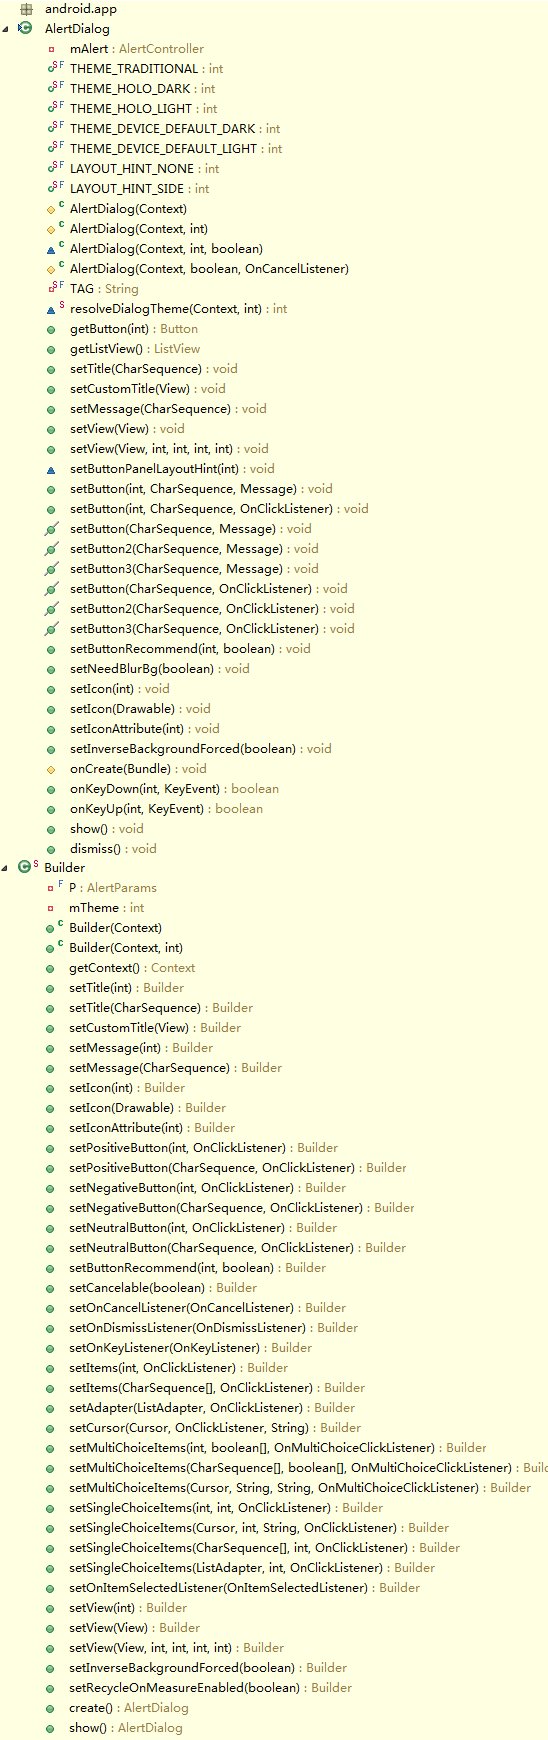 android.app
AlertDialog
mAlert : AlertController
THEME_TRADITIONAL : int
THEME_HOLO_DARK : int
THEME_HOLO_LIGHT : int
THEME_DEVICE_DEFAULT_DARK : int
THEME_DEVICE_DEFAULT_LIGHT : int
LAYOUT_HINT_NONE : int
LAYOUT_HINT_SIDE : int
AlertDialog(Context)
AlertDialog(Context, int)
AlertDialog(Context, int, boolean)
AlertDialog(Context, boolean, OnCancelListener)
TAG : String
resolveDialogTheme(Context, int) : int
getButton(int) : Button
getListView() : ListView
setTitle(CharSequence) : void
setCustomTitle(View) : void
setMessage(CharSequence) : void
setView(View) : void
setView(View, int, int, int, int) : void
setButtonPanelLayoutHint(int) : void
setButton(int, CharSequence, Message) : void
setButton(int, CharSequence, OnClickListener) : void
setButton(CharSequence, Message) : void
setButton2(CharSequence, Message) : void
setButton3(CharSequence, Message) : void
setButton(CharSequence, OnClickListener) : void
setButton2(CharSequence, OnClickListener) : void
setButton3(CharSequence, OnClickListener) : void
setButtonRecommend(int, boolean) : void
setNeedBlurBg(boolean) : void
setIcon(int) : void
setIcon(Drawable) : void
setIconAttribute(int) : void
setInverseBackgroundForced(boolean) : void
onCreate(Bundle) : void
onKeyDown(int, KeyEvent) : boolean
onKeyUp(int, KeyEvent) : boolean
show() : void
dismiss() : void
Builder
P : AlertParams
mTheme : int
Builder(Context)
Builder(Context, int)
getContext() : Context
setTitle(int) : Builder
setTitle(CharSequence) : Builder
setCustomTitle(View) : Builder
setMessage(int) : Builder
setMessage(CharSequence) : Builder
setIcon(int) : Builder
setIcon(Drawable) : Builder
setIconAttribute(int) : Builder
setPositiveButton(int, OnClickListener) : Builder
setPositiveButton(CharSequence, OnClickListener) : Builder
setNegativeButton(int, OnClickListener) : Builder
setNegativeButton(CharSequence, OnClickListener) : Builder
setNeutralButton(int, OnClickListener) : Builder
setNeutralButton(CharSequence, OnClickListener) : Builder
setButtonRecommend(int, boolean) : Builder
setCancelable(boolean) : Builder
setOnCancelListener(OnCancelListener) : Builder
setOnDismissListener(OnDismissListener) : Builder
setOnKeyListener(OnKeyListener) : Builder
setItems(int, OnClickListener) : Builder
setItems(CharSequence[], OnClickListener) : Builder
setAdapter(ListAdapter, OnClickListener) : Builder
setCursor(Cursor, OnClickListener, String) : Builder
setMultiChoiceItems(int, boolean[], OnMultiChoiceClickListener) : Builder
setMultiChoiceItems(CharSequence[], boolean[], OnMultiChoiceClickListener) :
setMultiChoiceItems(Cursor, String, String, OnMultiChoiceClickListener) : Builder
setSingleChoiceItems(int, int, OnClickListener) : Builder
setSingleChoiceItems(Cursor, int, String, OnClickListener) : Builder
setSingleChoiceItems(CharSequence[], int, OnClickListener) : Builder
setSingleChoiceItems(ListAdapter, int, OnClickListener) : Builder
setOnItemSelectedListener(OnItemSelectedListener) : Builder
setView(int) : Builder
setView(View) : Builder
setView(View, int, int, int, int) : Builder
setInverseBackgroundForced(boolean) : Builder
setRecycleOnMeasureEnabled(boolean) : Builder
create() : AlertDialog
show() : AlertDialog